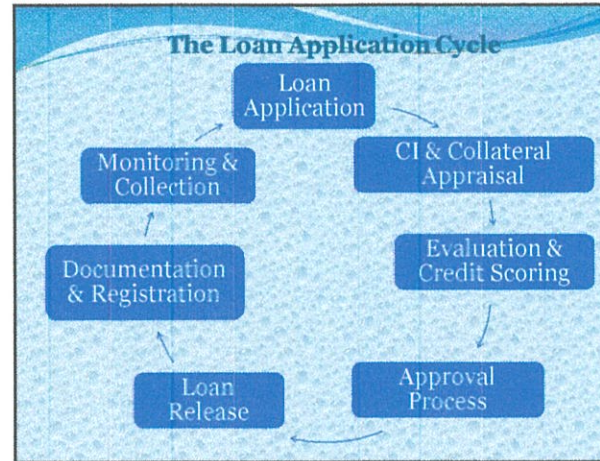 The Loan Application Cycle
Loan
Application
CI & Collateral
Appraisal
Evaluation &
Credit Scoring
Approval
Process
Loan
Release
Documentation
& Registration
Monitoring &
Collection